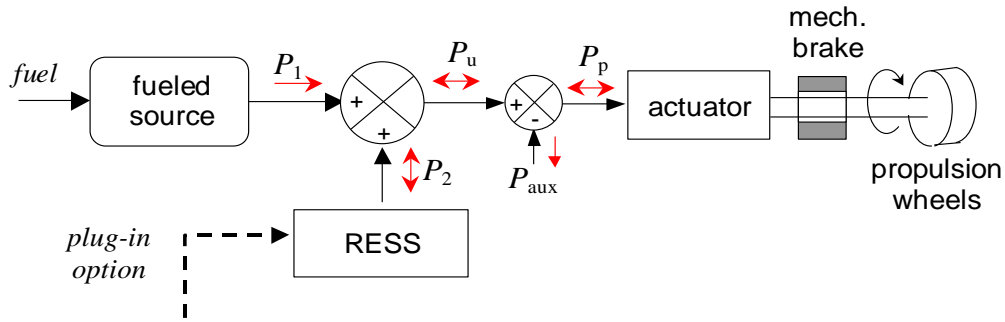 mech.
brake
fuel
fueled
source
P1
Pu
Pp
+
+
+
-
actuator
P2
Paux
propulsion
wheels
plug-in
option
RESS